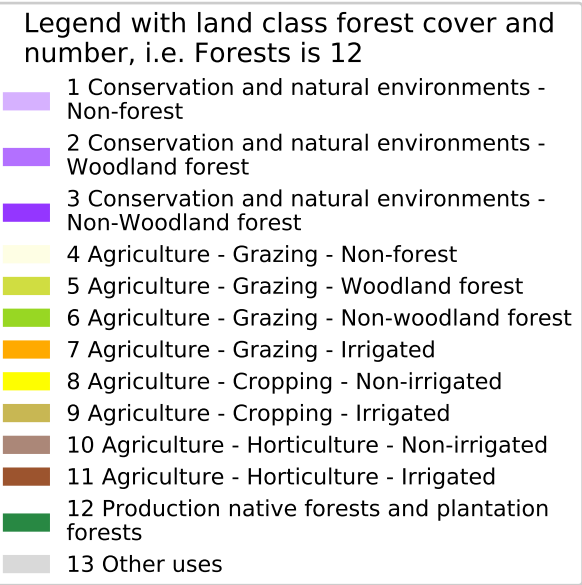 Legend with land class forest cover and
number, i.e. Forests is 12
1 Conservation and natural environments -
Non-forest
2 Conservation and natural environments -
Woodland forest
3 Conservation and natural environments -
Non-Woodland forest
4 Agriculture - Grazing - Non-forest
5 Agriculture - Grazing - Woodland forest
6 Agriculture - Grazing - Non-woodland forest
7 Agriculture - Grazing - Irrigated
8 Agriculture - Cropping - Non-irrigated
9 Agriculture - Cropping - Irrigated
10 Agriculture - Horticulture - Non-irrigated
11 Agriculture - Horticulture - Irrigated
12 Production native forests and plantation
forests
13 Other uses